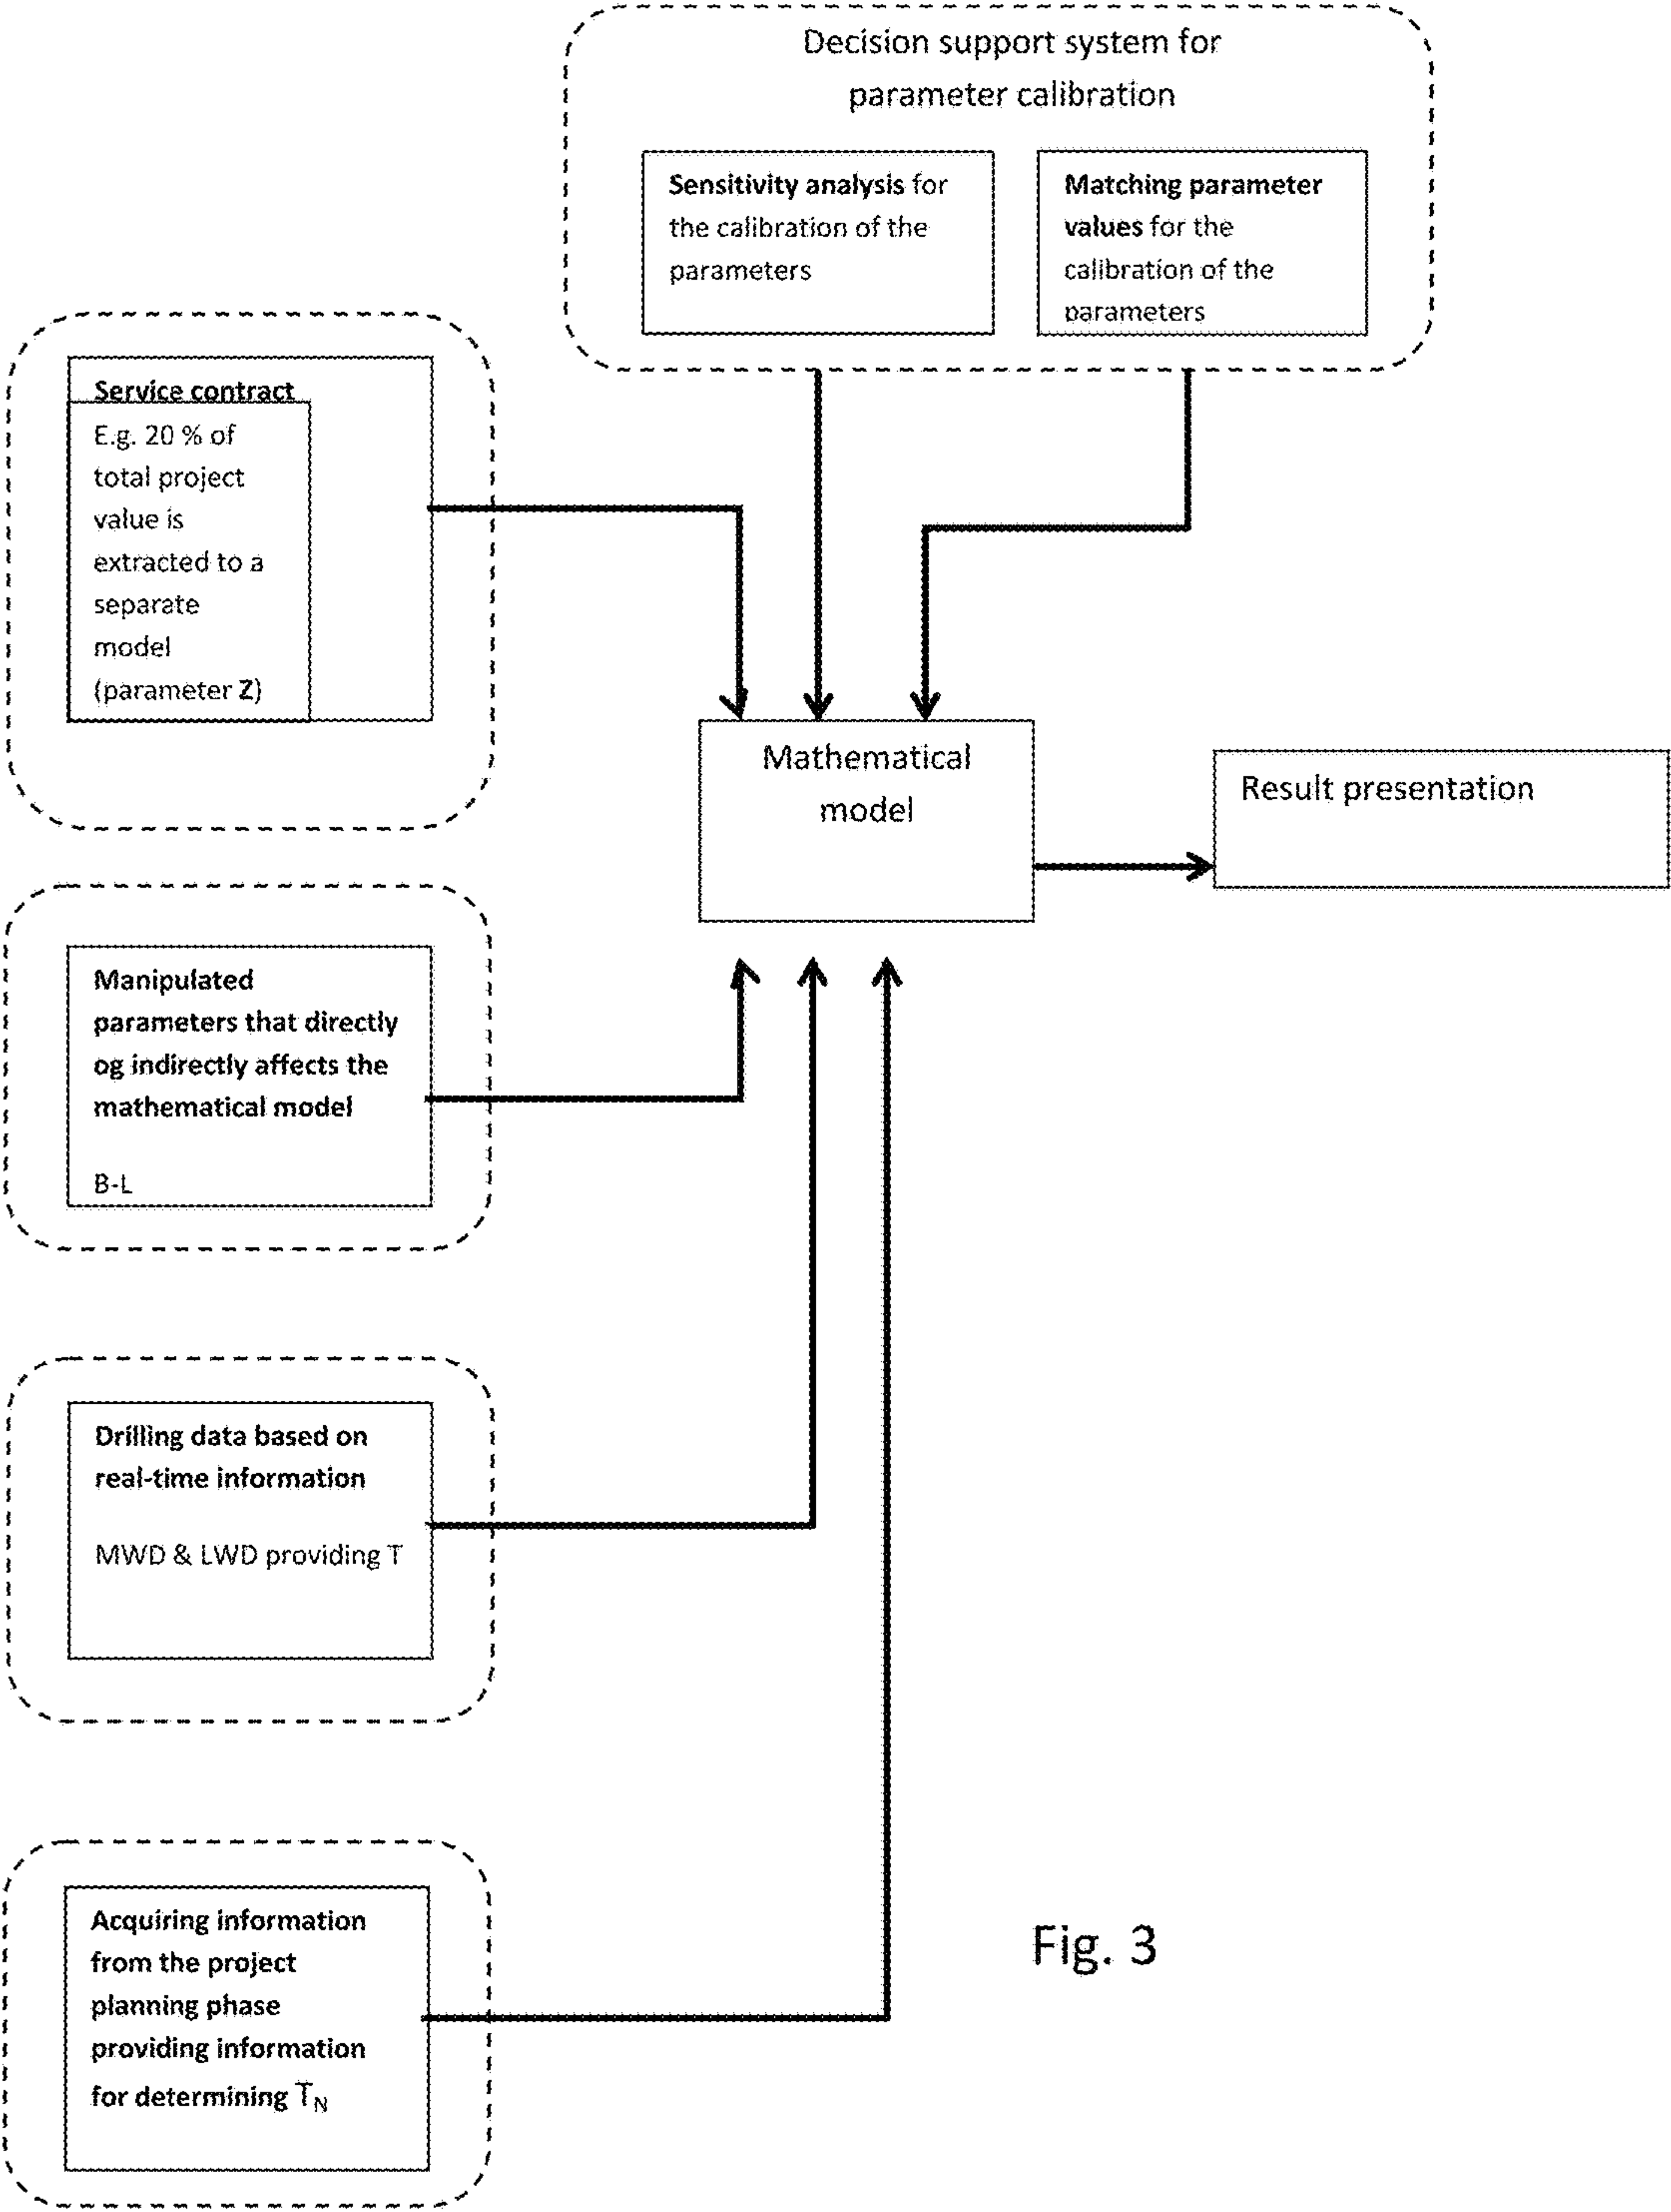 Decision support system for
parameter calibration
Sensitivity analysis for
the calibration of the
parameters
Matching parameter
values for the
calibration of the
parameters
Service contract
E.g. 20 % of
total project
value is
extracted to a
separate
model
(parameter Z)
Mathematical
model
Result presentation
Manipulated
parameters that directly
og indirectly affects the
mathematical model
B-L
Drilling data based on
real-time information
MWD & LWD providing T
Acquiring information
from the project
planning phase
providing information
for determining T_N
Fig. 3